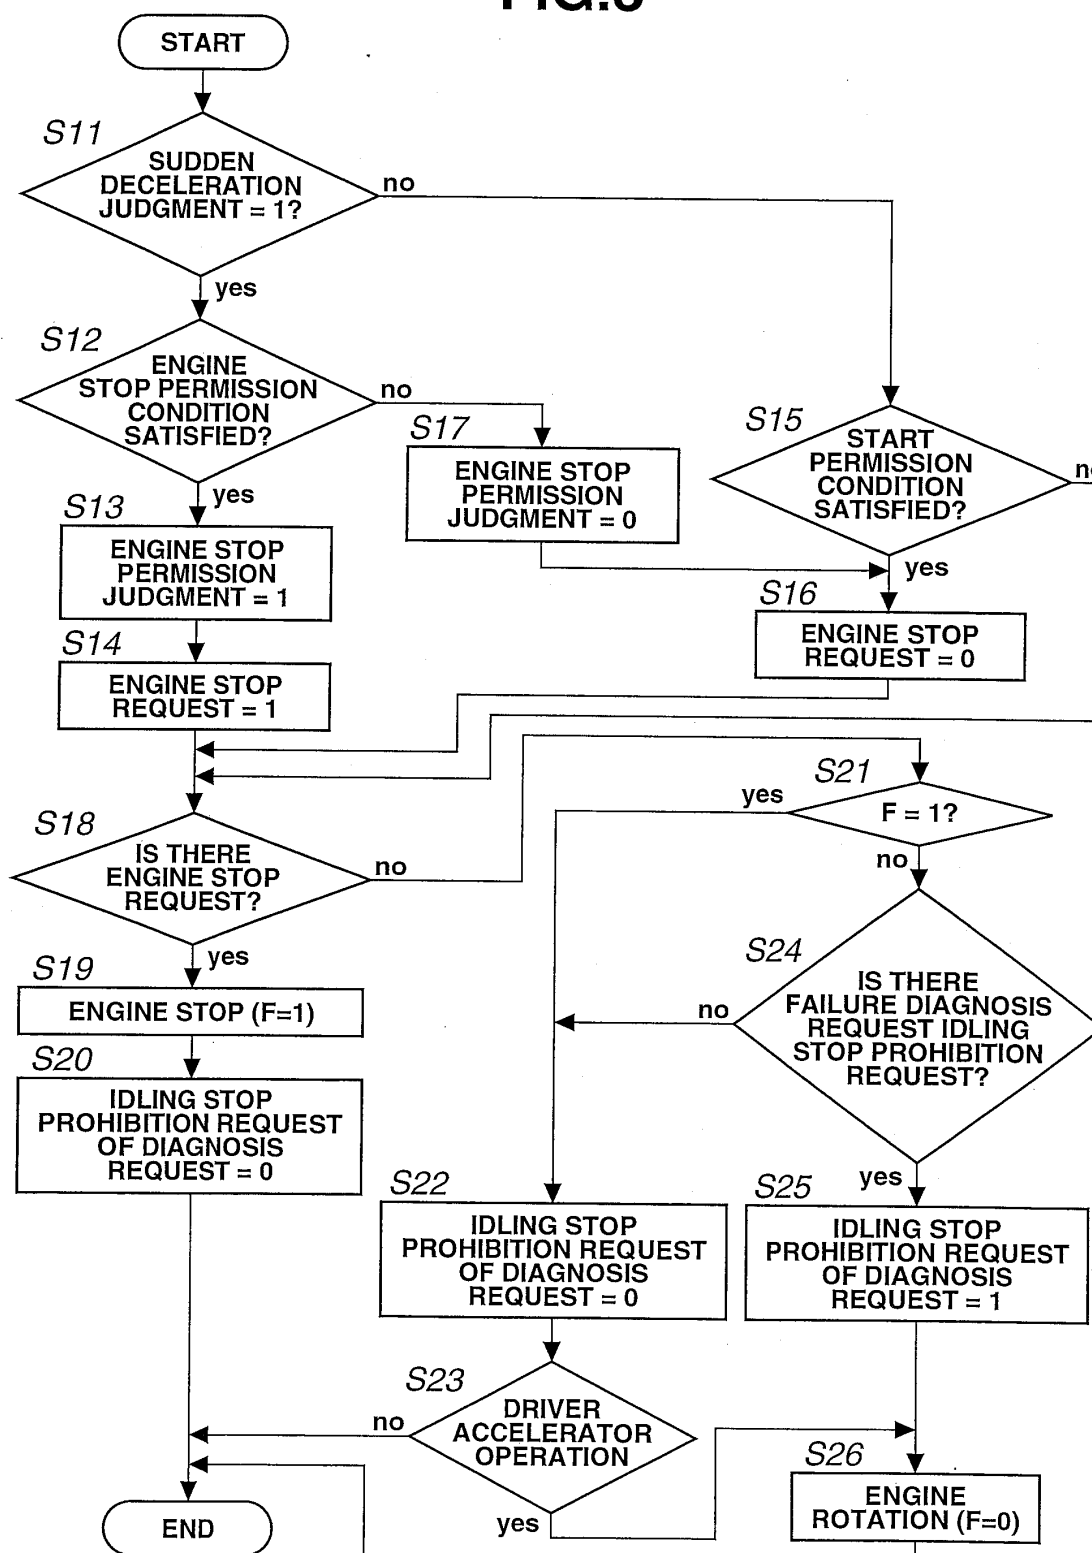 START
S11
SUDDEN
DECELERATION
JUDGMENT = 1?
no
yes
S12
ENGINE
STOP PERMISSION
CONDITION
SATISFIED?
no
yes
S17
ENGINE STOP
PERMISSION
JUDGMENT = 0
S15
START
PERMISSION
CONDITION
SATISFIED?
yes
S13
ENGINE STOP
PERMISSION
JUDGMENT = 1
S16
ENGINE STOP
REQUEST = 0
S14
ENGINE STOP
REQUEST = 1
S18
IS THERE
ENGINE STOP
REQUEST?
no
yes
S21
F = 1?
yes
no
S19
ENGINE STOP (F=1)
S24
IS THERE
FAILURE DIAGNOSIS
REQUEST IDLING
STOP PROHIBITION
REQUEST?
no
yes
S20
IDLING STOP
PROHIBITION REQUEST
OF DIAGNOSIS
REQUEST = 0
S22
IDLING STOP
PROHIBITION REQUEST
OF DIAGNOSIS
REQUEST = 0
S25
IDLING STOP
PROHIBITION REQUEST
OF DIAGNOSIS
REQUEST = 1
S23
DRIVER
ACCELERATOR
OPERATION
no
yes
S26
ENGINE
ROTATION (F=0)
END